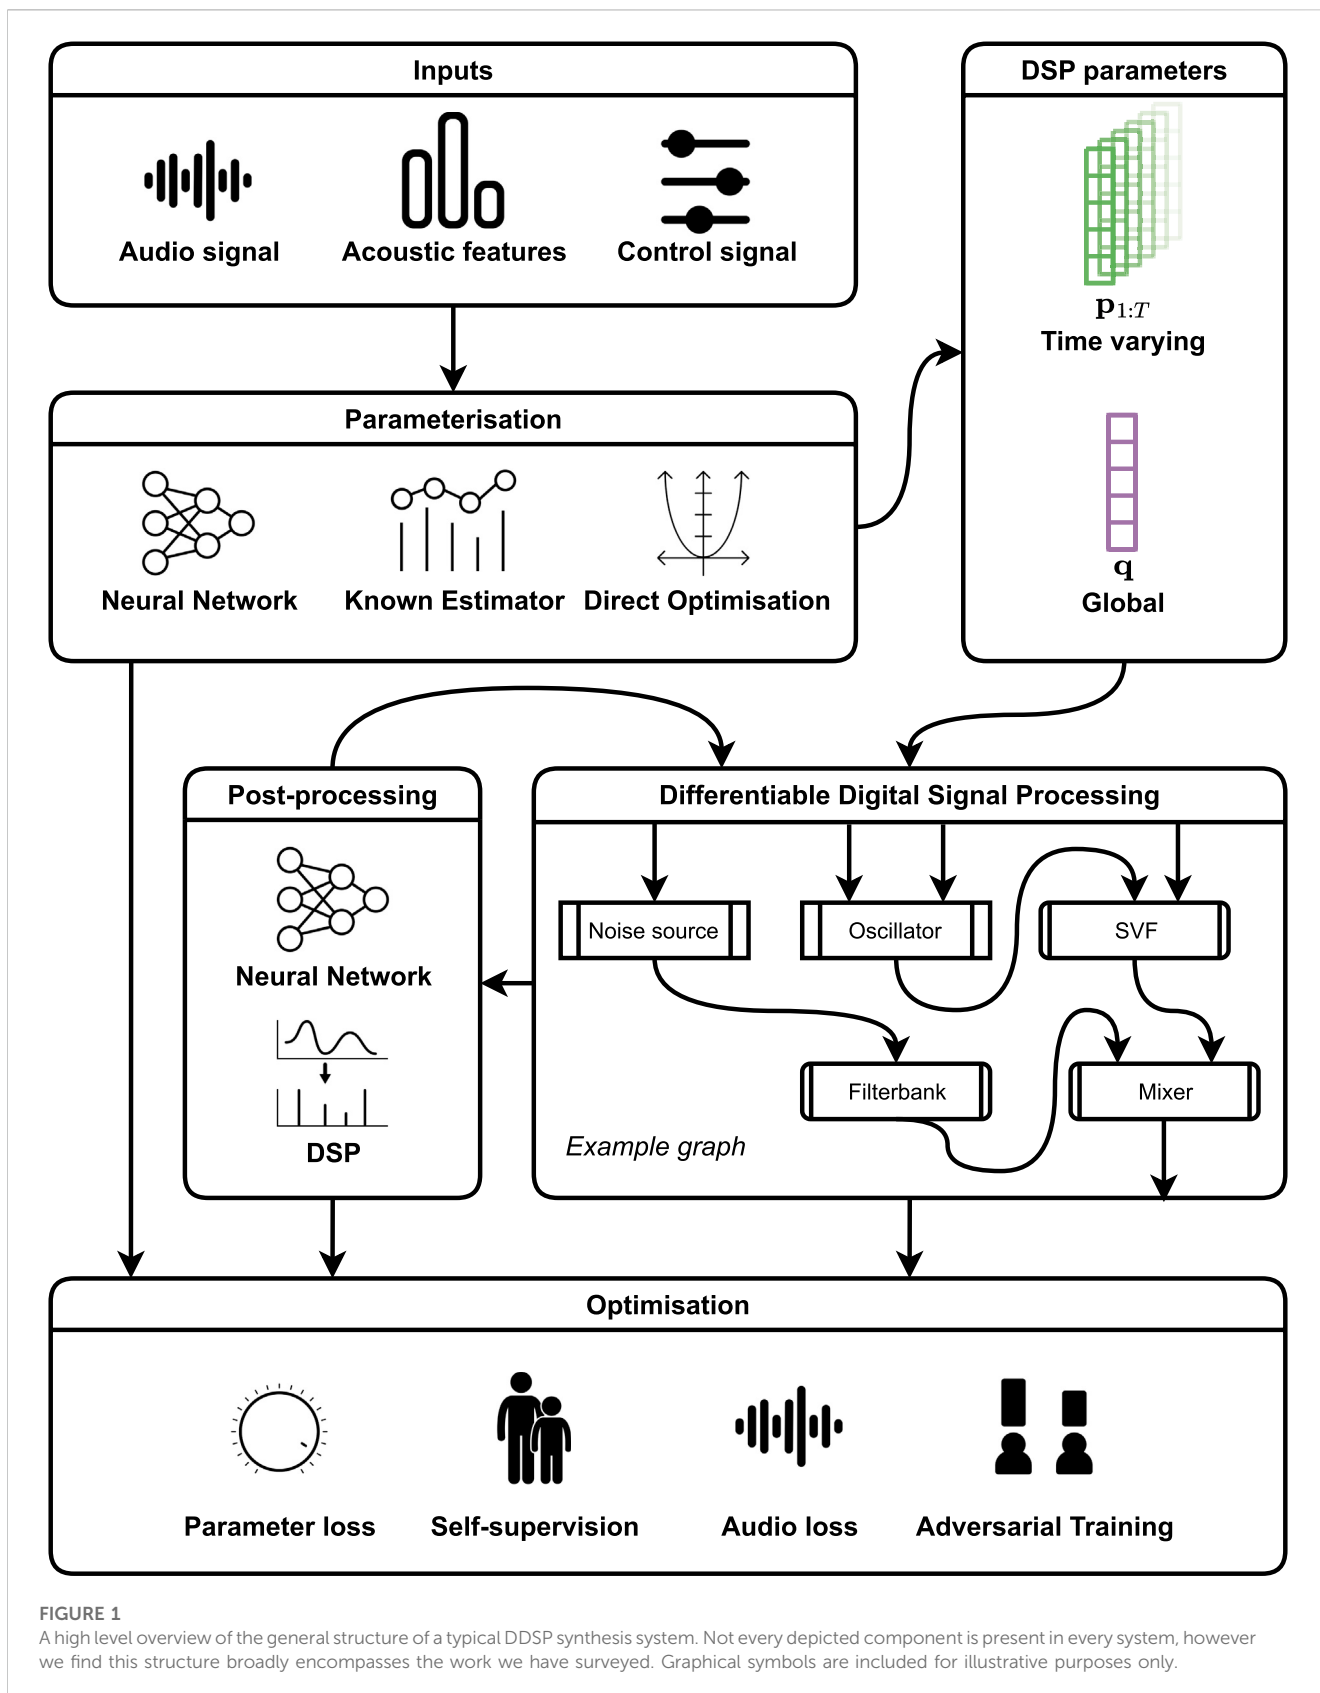 Inputs
Audio signal
Acoustic features
Control signal
DSP parameters
p1:T
Time varying
q
Global
Parameterisation
Neural Network
Known Estimator
Direct Optimisation
Post-processing
Neural Network
DSP
Differentiable Digital Signal Processing
Noise source
Oscillator
SVF
Filterbank
Mixer
Example graph
Optimisation
Parameter loss
Self-supervision
Audio loss
Adversarial Training
FIGURE 1
A high level overview of the general structure of a typical DDSP synthesis system. Not every depicted component is present in every system, however
we find this structure broadly encompasses the work we have surveyed. Graphical symbols are included for illustrative purposes only.